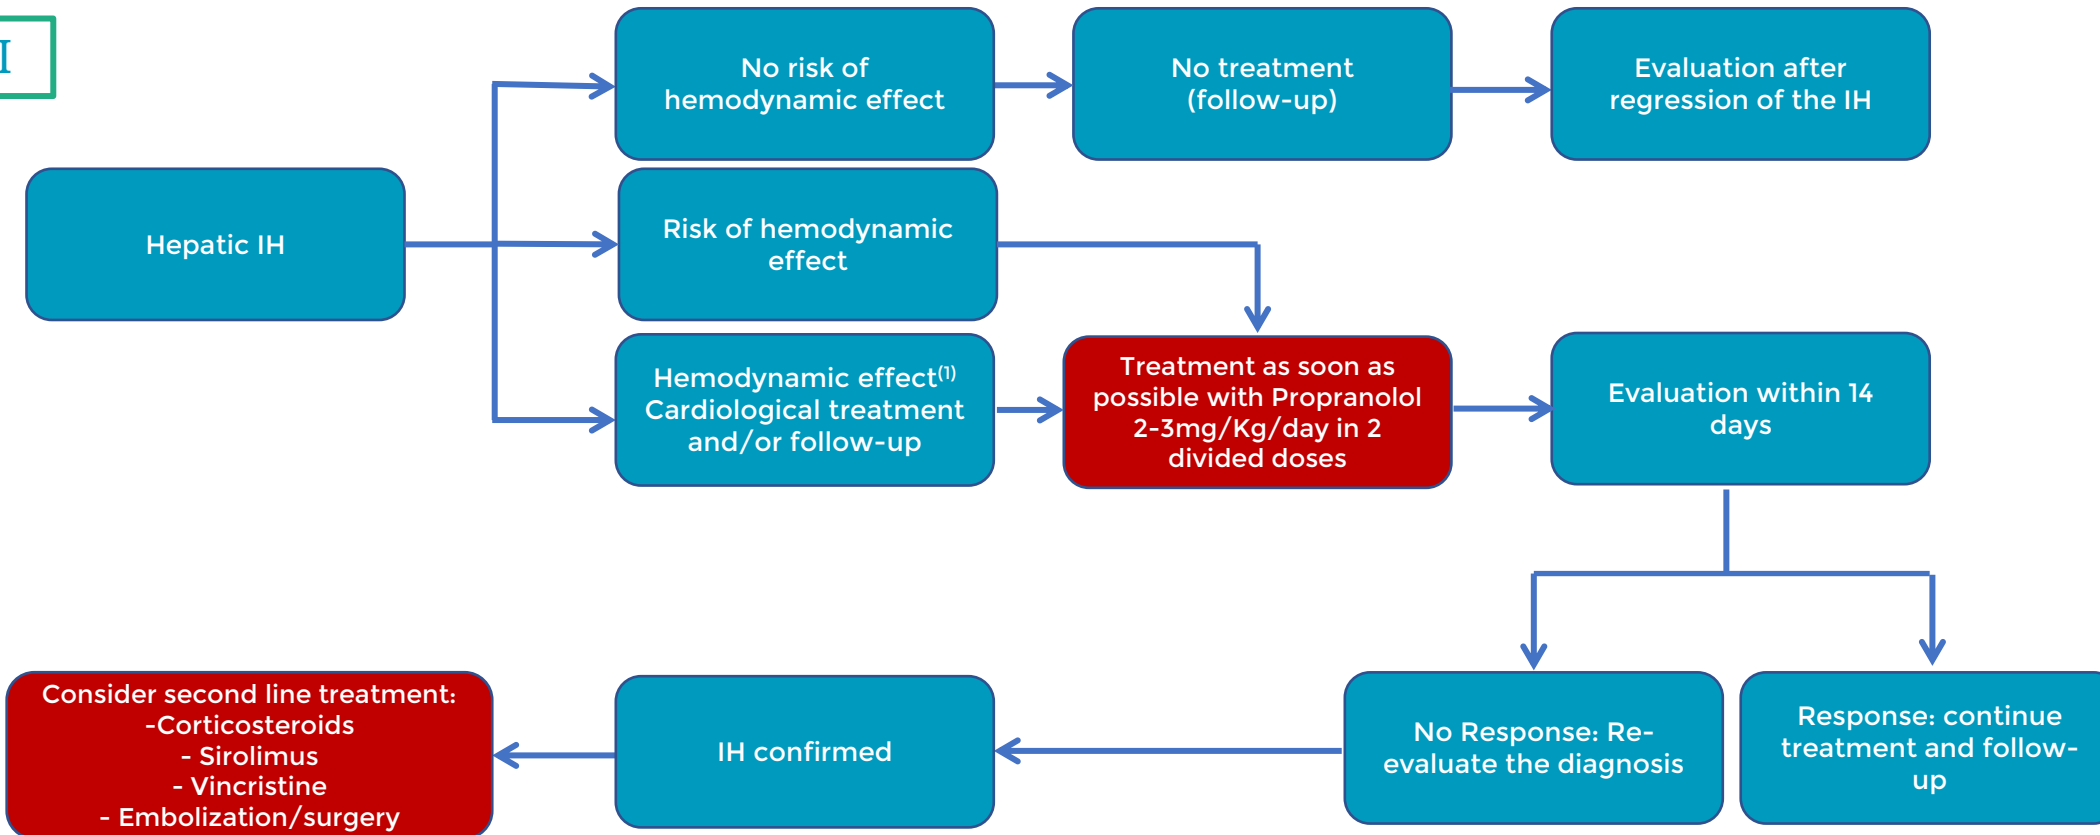 I
No risk of
hemodynamic effect
No treatment
(follow-up)
Evaluation after
regression of the IH
Hepatic IH
Risk of hemodynamic
effect
Hemodynamic effect(1)
Cardiological treatment
and/or follow-up
Treatment as soon as
possible with Propranolol
2-3mg/Kg/day in 2
divided doses
Evaluation within 14
days
Consider second line treatment:
-Corticosteroids
- Sirolimus
- Vincristine
- Embolization/surgery
IH confirmed
No Response: Re-
evaluate the diagnosis
Response: continue
treatment and follow-
up